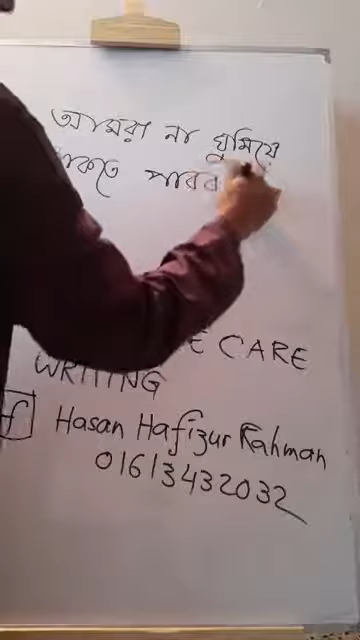 আমরা না ঘুমিয়ে
থাকতে পারব
E CARE
WRITING
f Hasan Hafizur Rahman
01613432032